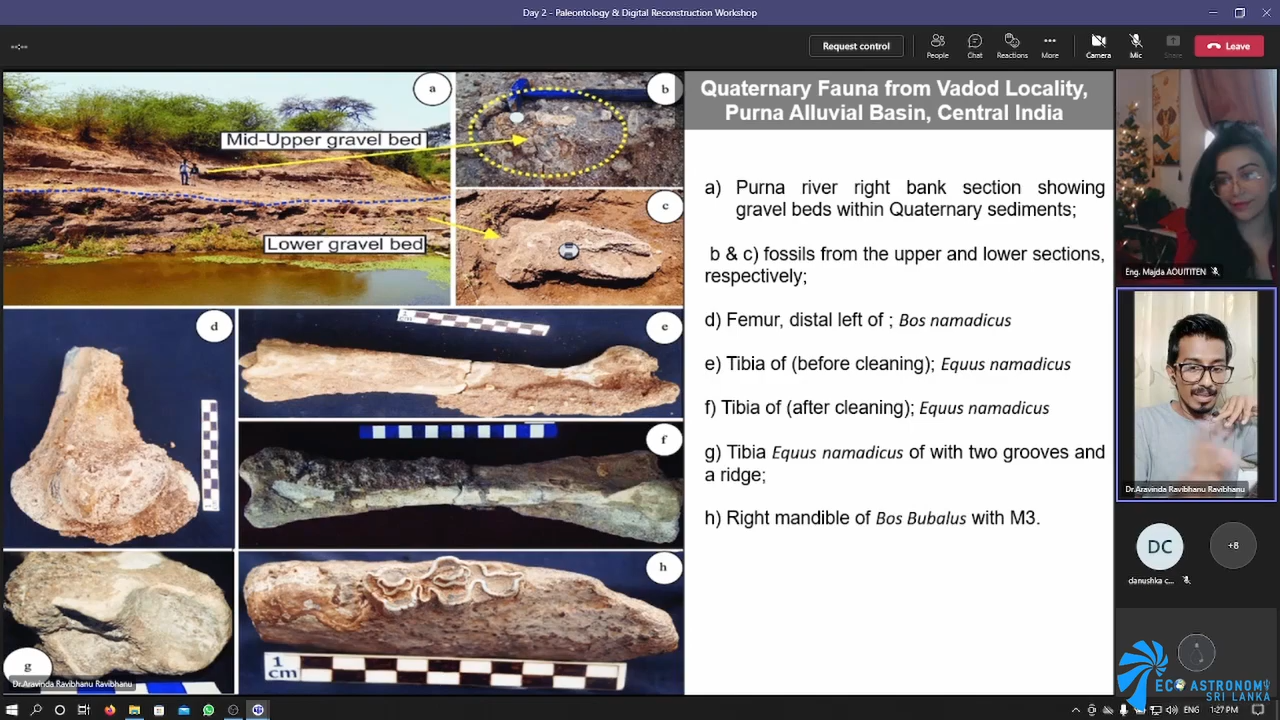 Day 2 - Paleontology & Digital Reconstruction Workshop
Request control
People
Chat
Reactions
More
Camera
Mic
Share
Leave
a
Mid-Upper gravel bed
Lower gravel bed
b
c
d
e
cm
f
g
h
1
cm
Dr.Aravinda Ravibhanu Ravibhanu
Quaternary Fauna from Vadod Locality,
Purna Alluvial Basin, Central India
a) Purna river right bank section showing
gravel beds within Quaternary sediments;
b & c) fossils from the upper and lower sections,
respectively;
d) Femur, distal left of ; Bos namadicus
e) Tibia of (before cleaning); Equus namadicus
f) Tibia of (after cleaning); Equus namadicus
g) Tibia Equus namadicus of with two grooves and
a ridge;
h) Right mandible of Bos Bubalus with M3.
Eng. Majda AOUITITEN
Dr.Aravinda Ravibhanu Ravibhanu
DC
+8
danushka c...
ECO ASTRONOMY
SRI LANKA
ENG
1:27 PM